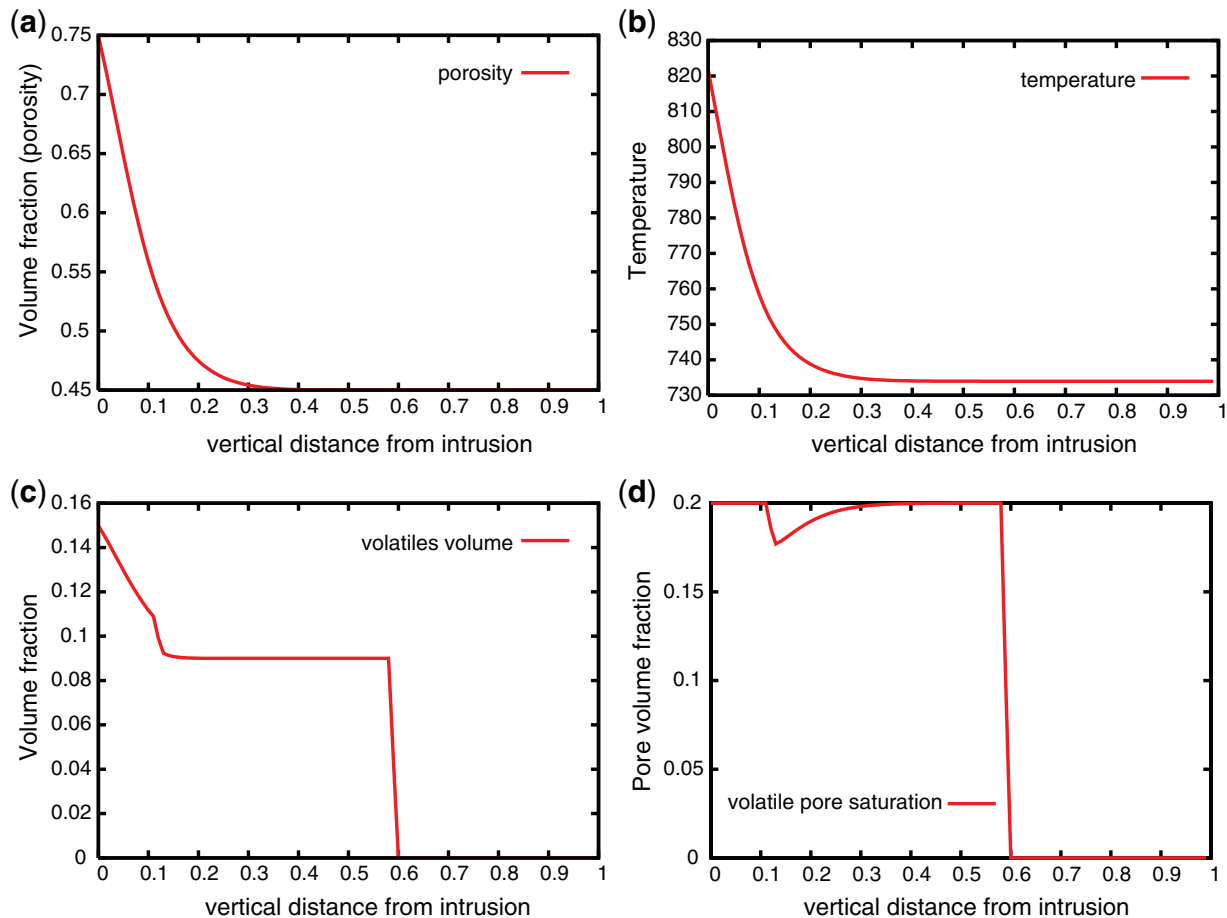 (a)
0.75
0.7
0.65
0.6
0.55
0.5
0.45
Volume fraction (porosity)
porosity
0 0.1 0.2 0.3 0.4 0.5 0.6 0.7 0.8 0.9 1
vertical distance from intrusion
(b)
830
820
810
800
790
780
770
760
750
740
730
Temperature
temperature
0 0.1 0.2 0.3 0.4 0.5 0.6 0.7 0.8 0.9 1
vertical distance from intrusion
(c)
0.16
0.14
0.12
0.1
0.08
0.06
0.04
0.02
0
Volume fraction
volatiles volume
0 0.1 0.2 0.3 0.4 0.5 0.6 0.7 0.8 0.9 1
vertical distance from intrusion
(d)
0.2
0.15
0.1
0.05
0
Pore volume fraction
volatile pore saturation
0 0.1 0.2 0.3 0.4 0.5 0.6 0.7 0.8 0.9 1
vertical distance from intrusion